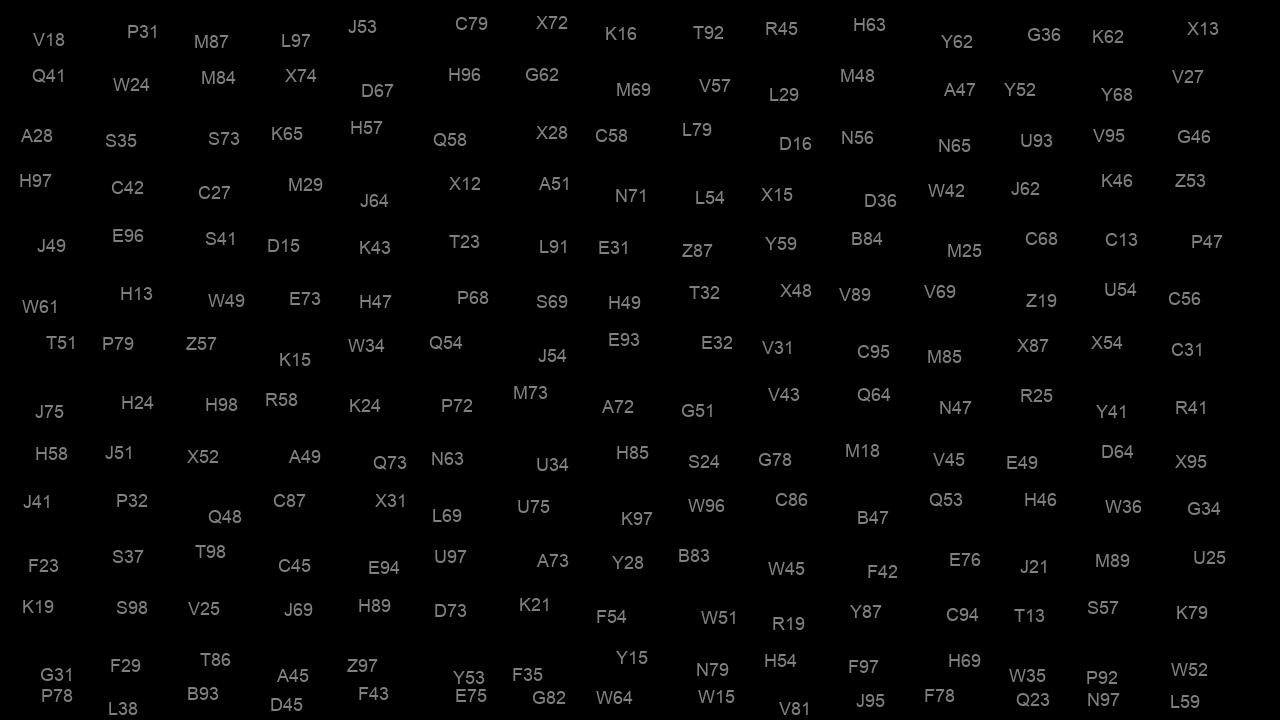 V18 P31 M87 L97 J53 C79 X72 K16 T92 R45 H63 Y62 G36 K62 X13
Q41 W24 M84 X74 D67 H96 G62 M69 V57 L29 M48 A47 Y52 Y68 V27
A28 S35 S73 K65 H57 Q58 X28 C58 L79 D16 N56 N65 U93 V95 G46
H97 C42 C27 M29 J64 X12 A51 N71 L54 X15 D36 W42 J62 K46 Z53
J49 E96 S41 D15 K43 T23 L91 E31 Z87 Y59 B84 M25 C68 C13 P47
W61 H13 W49 E73 H47 P68 S69 H49 T32 X48 V89 V69 Z19 U54 C56
T51 P79 Z57 K15 W34 Q54 J54 E93 E32 V31 C95 M85 X87 X54 C31
J75 H24 H98 R58 K24 P72 M73 A72 G51 V43 Q64 N47 R25 Y41 R41
H58 J51 X52 A49 Q73 N63 U34 H85 S24 G78 M18 V45 E49 D64 X95
J41 P32 Q48 C87 X31 L69 U75 K97 W96 C86 B47 Q53 H46 W36 G34
F23 S37 T98 C45 E94 U97 A73 Y28 B83 W45 F42 E76 J21 M89 U25
K19 S98 V25 J69 H89 D73 K21 F54 W51 R19 Y87 C94 T13 S57 K79
G31 F29 T86 A45 Z97 Y53 F35 Y15 N79 H54 F97 H69 W35 P92 W52
P78 L38 B93 D45 F43 E75 G82 W64 W15 V81 J95 F78 Q23 N97 L59